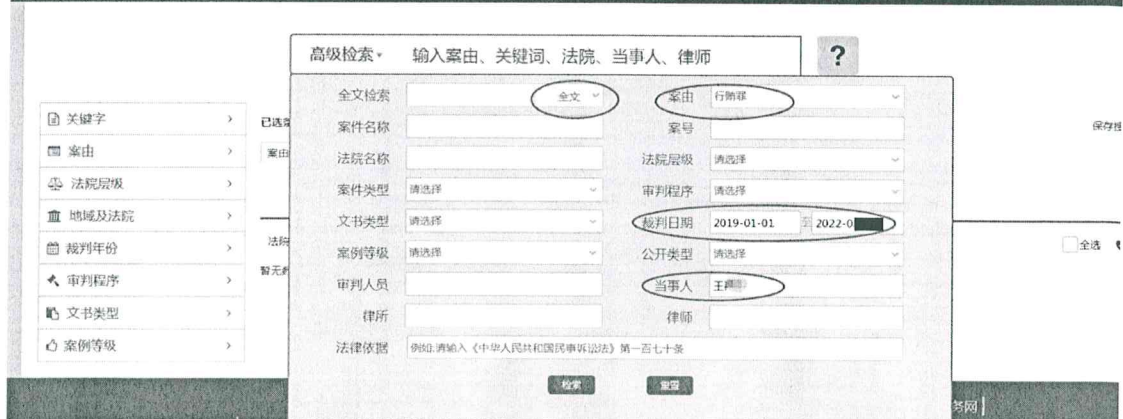 高级检索 输入案由、关键词、法院、当事人、律师 ?
全文检索 全文 案由 行贿罪
关键字 已选
案件名称 案号 保存
案由 案由
法院名称 法院层级 请选择
法院层级
案件类型 请选择 审判程序 请选择
地域及法院
文书类型 请选择 裁判日期 2019-01-01 至 2022-0
裁判年份 法院 全选
案例等级 请选择 公开类型 请选择
审判程序 暂无
审判人员 当事人 王
文书类型
律所 律师
案例等级
法律依据 例如:请输入《中华人民共和国民事诉讼法》第一百七十条
检索 重置
务网